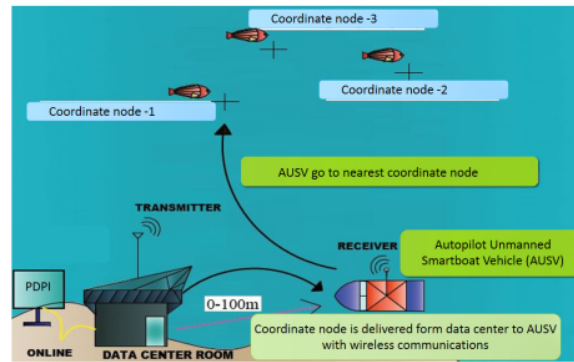 Coordinate node -3
Coordinate node -2
Coordinate node -1
AUSV go to nearest coordinate node
TRANSMITTER
RECEIVER
Autopilot Unmanned
Smartboat Vehicle (AUSV)
PDPI
0-100m
Coordinate node is delivered form data center to AUSV
with wireless communications
ONLINE
DATA CENTER ROOM